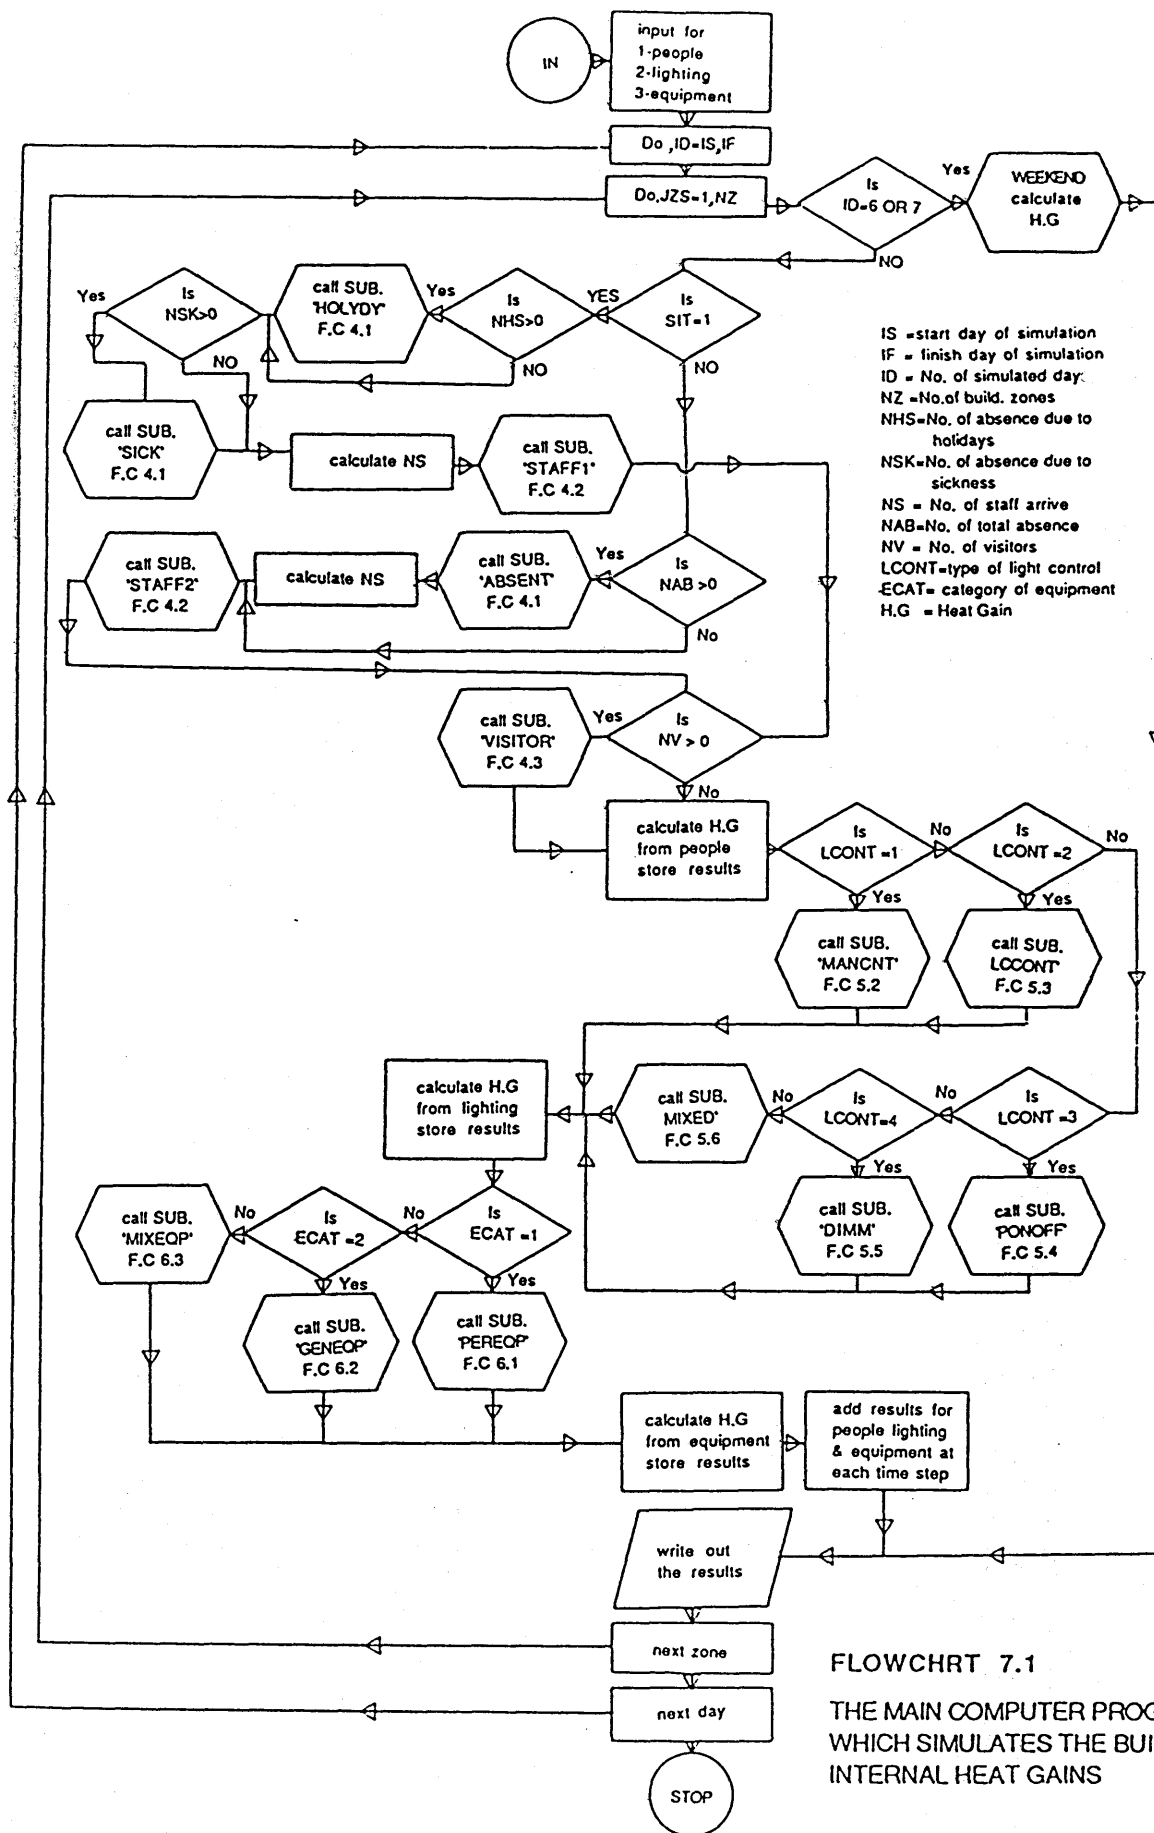 IN
input for
1-people
2-lighting
3-equipment
Do ,ID=IS,IF
Do,JZS=1,NZ
Is
ID=6 OR 7
Yes
WEEKEND
calculate
H.G
NO
Yes
Is
NSK>0
NO
call SUB.
'HOLYDY'
F.C 4.1
Yes
Is
NHS>0
NO
YES
Is
SIT=1
NO
IS =start day of simulation
IF = finish day of simulation
ID = No. of simulated day.
NZ =No.of build. zones
NHS=No. of absence due to
holidays
NSK=No. of absence due to
sickness
NS = No. of staff arrive
NAB=No. of total absence
NV = No. of visitors
LCONT=type of light control
ECAT= category of equipment
H.G = Heat Gain
call SUB.
'SICK'
F.C 4.1
calculate NS
call SUB.
'STAFF1'
F.C 4.2
call SUB.
'STAFF2'
F.C 4.2
calculate NS
call SUB.
'ABSENT'
F.C 4.1
Yes
Is
NAB >0
No
call SUB.
'VISITOR'
F.C 4.3
Yes
Is
NV > 0
No
calculate H.G
from people
store results
Is
LCONT =1
No
Is
LCONT =2
No
Yes
Yes
call SUB.
'MANCNT'
F.C 5.2
call SUB.
LCCONT'
F.C 5.3
calculate H.G
from lighting
store results
call SUB.
MIXED'
F.C 5.6
No
Is
LCONT=4
No
Is
LCONT =3
Yes
Yes
call SUB.
'DIMM'
F.C 5.5
call SUB.
'PONOFF'
F.C 5.4
call SUB.
'MIXEQP'
F.C 6.3
No
Is
ECAT =2
No
Is
ECAT =1
Yes
Yes
call SUB.
'GENEQP'
F.C 6.2
call SUB.
'PEREQP'
F.C 6.1
calculate H.G
from equipment
store results
add results for
people lighting
& equipment at
each time step
write out
the results
next zone
next day
STOP
FLOWCHRT 7.1
THE MAIN COMPUTER PROG
WHICH SIMULATES THE BUI
INTERNAL HEAT GAINS